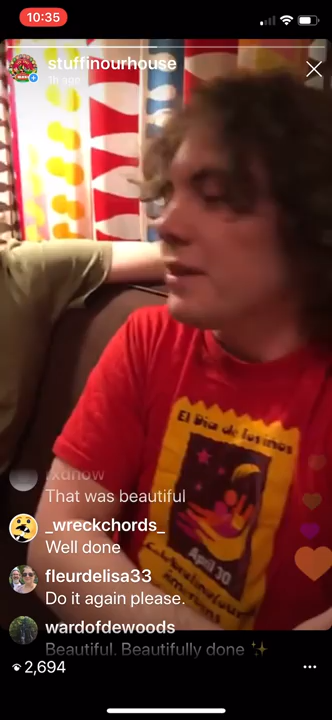 10:35
stuffinourhouse
1h ago
El Dia de los niños
April 30
rxdnow
That was beautiful
_wreckchords_
Well done
fleurdelisa33
Do it again please.
wardofdewoods
Beautiful. Beautifully done ✨
2,694